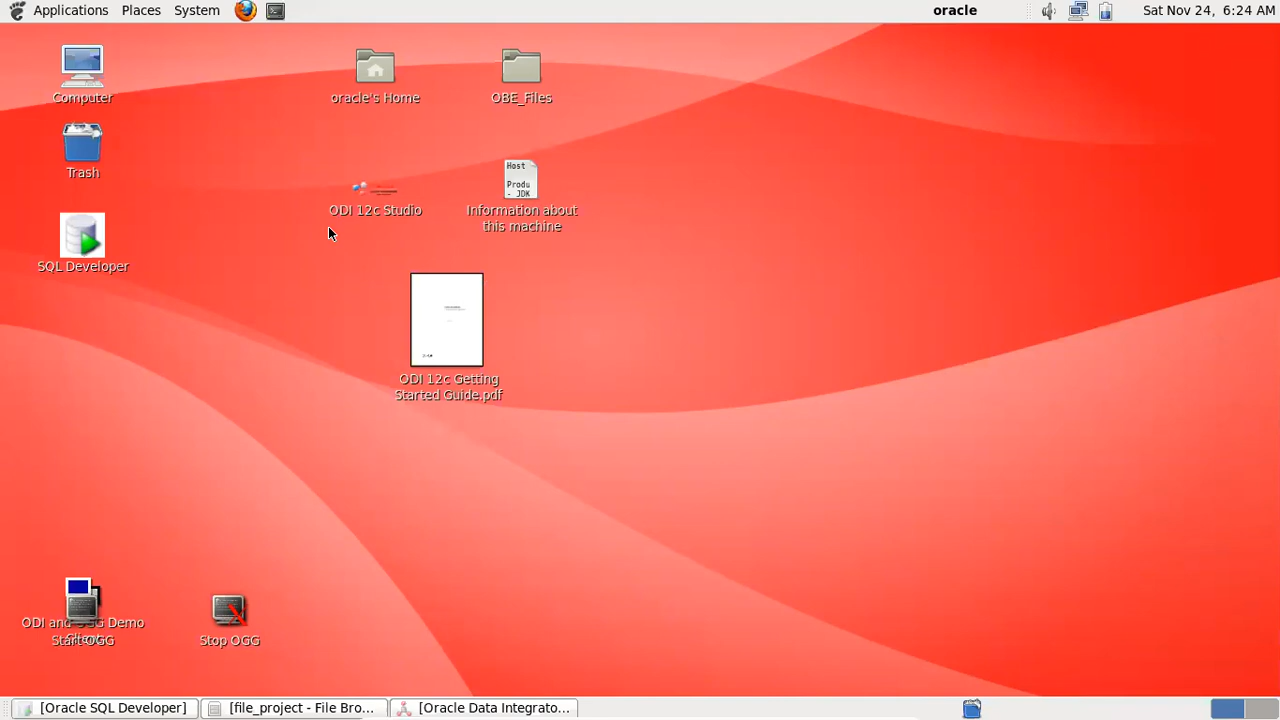 Applications Places System oracle Sat Nov 24, 6:24 AM
Computer
oracle's Home
OBE_Files
Trash
Host
Produ
- JDK
ODI 12c Studio
Information about
this machine
SQL Developer
ODI 12c Getting
Started Guide.pdf
ODI and OGG Demo
Start OGG
Stop OGG
[Oracle SQL Developer] [file_project - File Bro... [Oracle Data Integrato...